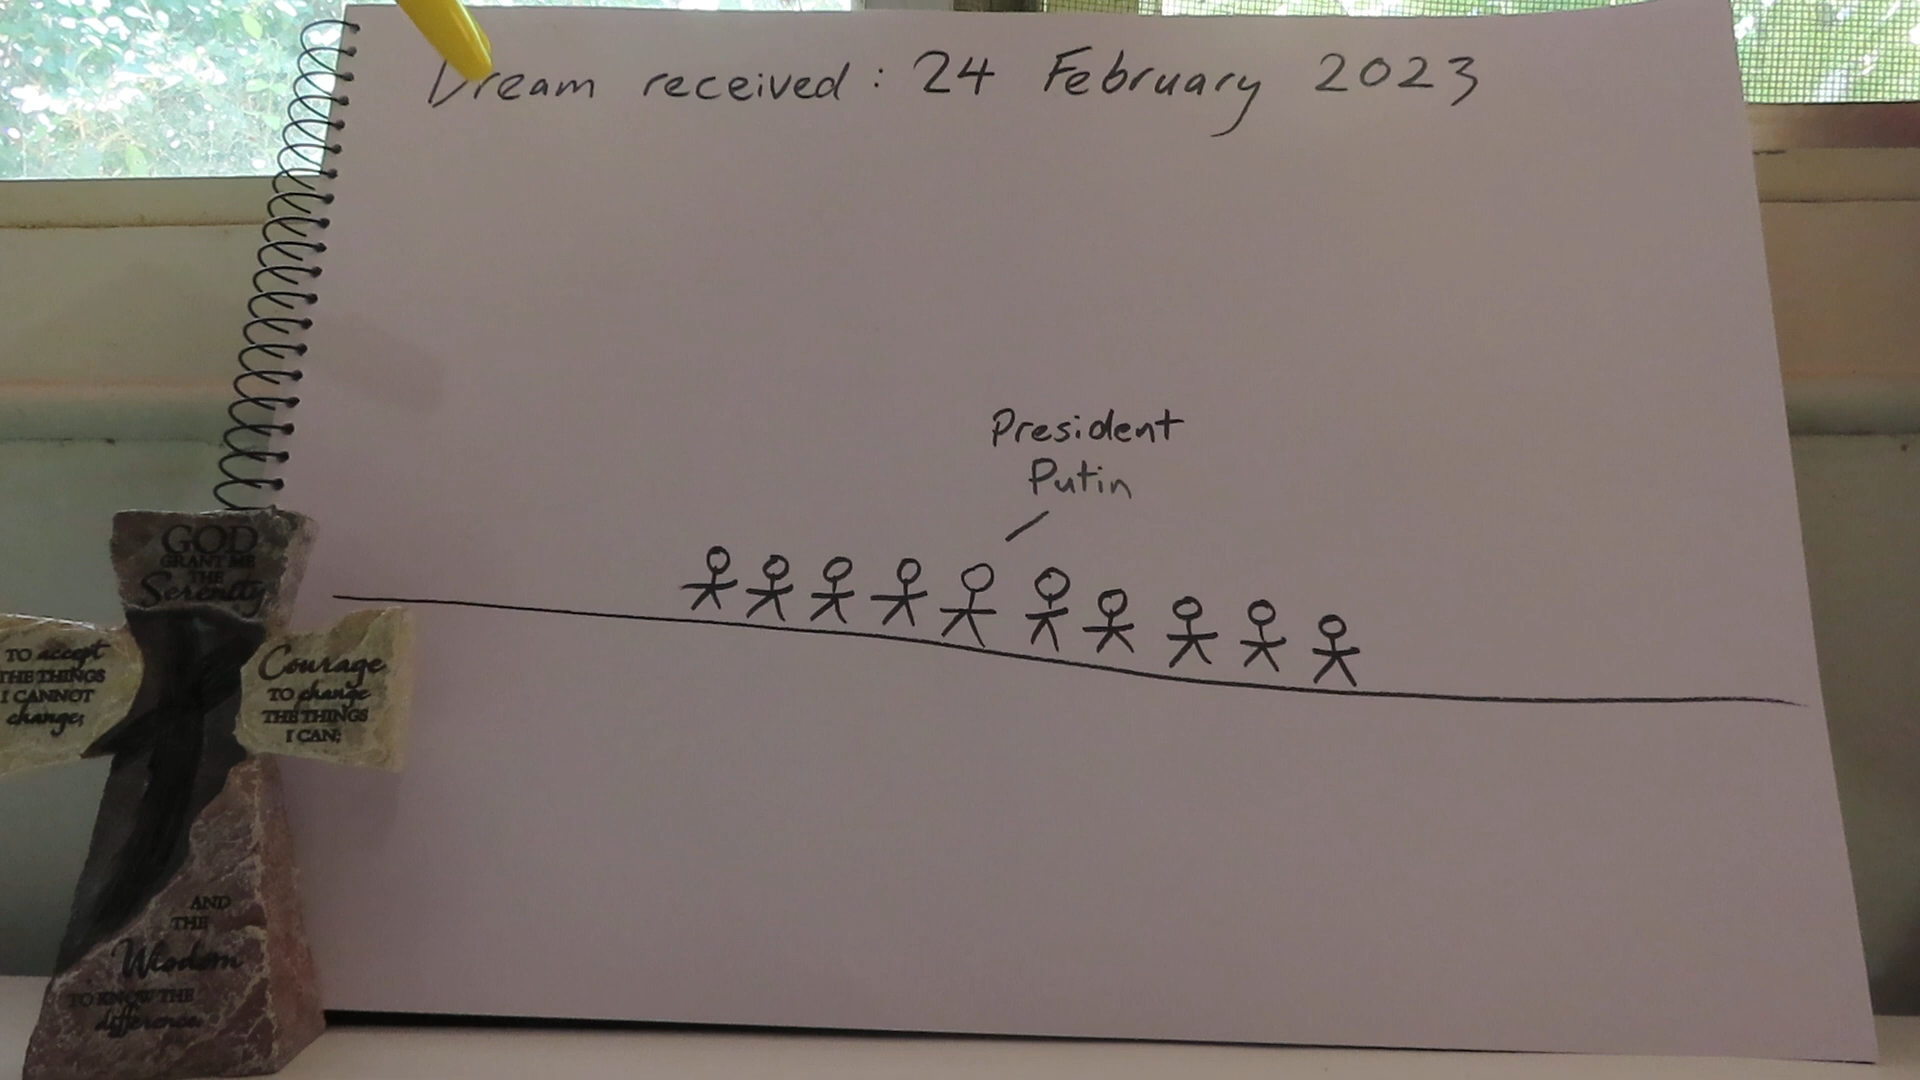 Dream received : 24 February 2023
President
Putin
GOD
GRANT ME
THE
Serenity
TO accept
THE THINGS
I CANNOT
change;
Courage
TO change
THE THINGS
I CAN;
AND
THE
Wisdom
TO KNOW THE
difference.